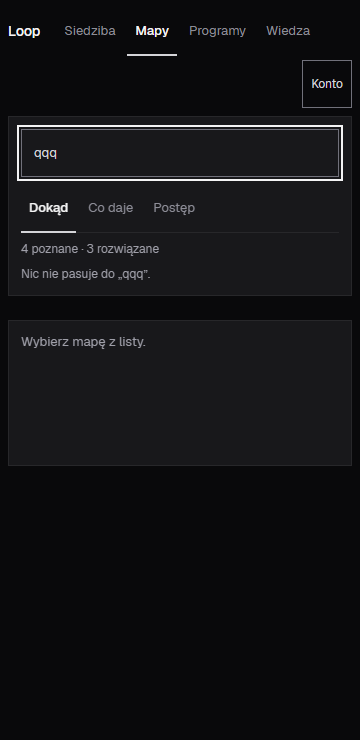 Loop Siedziba Mapy Programy Wiedza
Konto
qqq
Dokąd Co daje Postęp
4 poznane · 3 rozwiązane
Nic nie pasuje do „qqq”.
Wybierz mapę z listy.